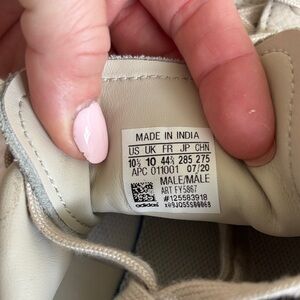 MADE IN INDIA
US UK FR JP CHN
10½ 10 44⅔ 285 275
APC 011001 07/20
MALE/MALE
ART FY5867
#125583918
adidas